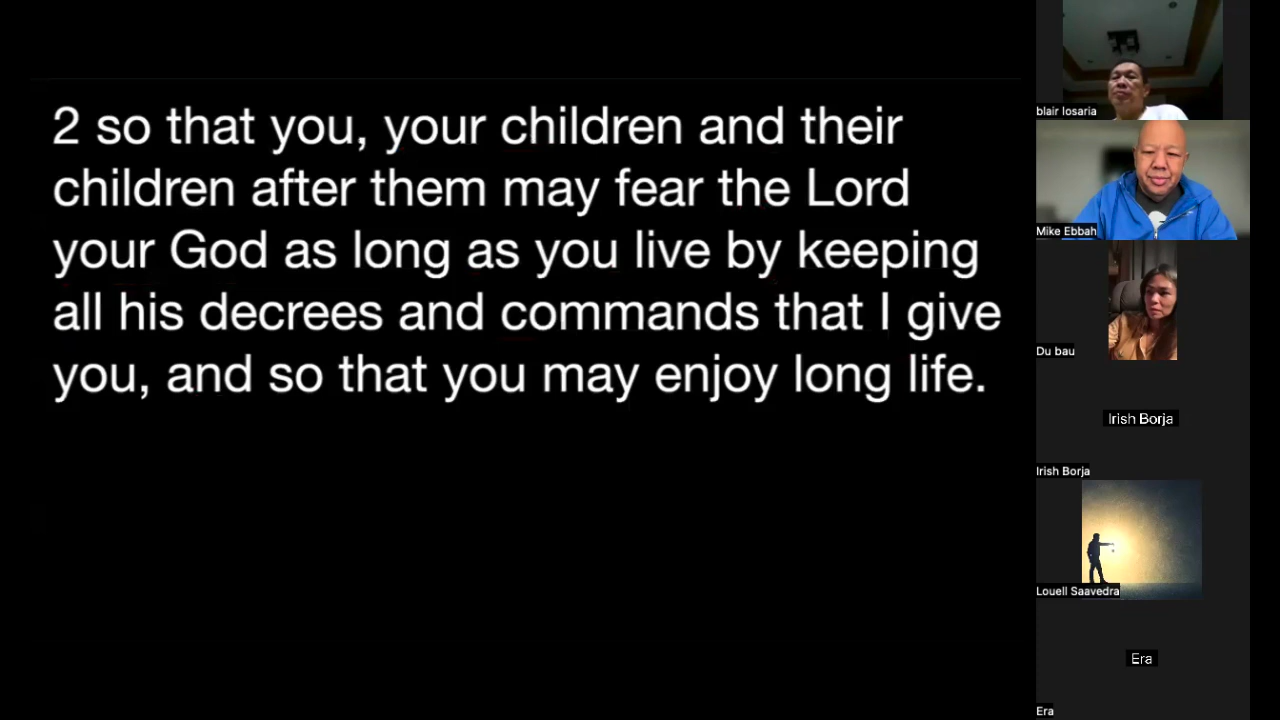 2 so that you, your children and their
children after them may fear the Lord
your God as long as you live by keeping
all his decrees and commands that I give
you, and so that you may enjoy long life.
blair losaria
Mike Ebbah
Du bau
Irish Borja
Irish Borja
Louell Saavedra
Era
Era